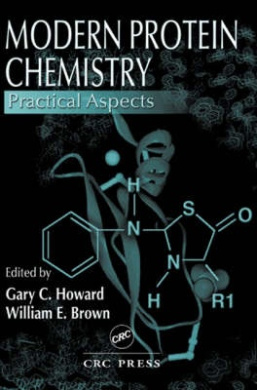 MODERN PROTEIN
CHEMISTRY
Practical Aspects
H
N
S
O
N
H
R1
Edited by
Gary C. Howard
William E. Brown
CRC
CRC PRESS